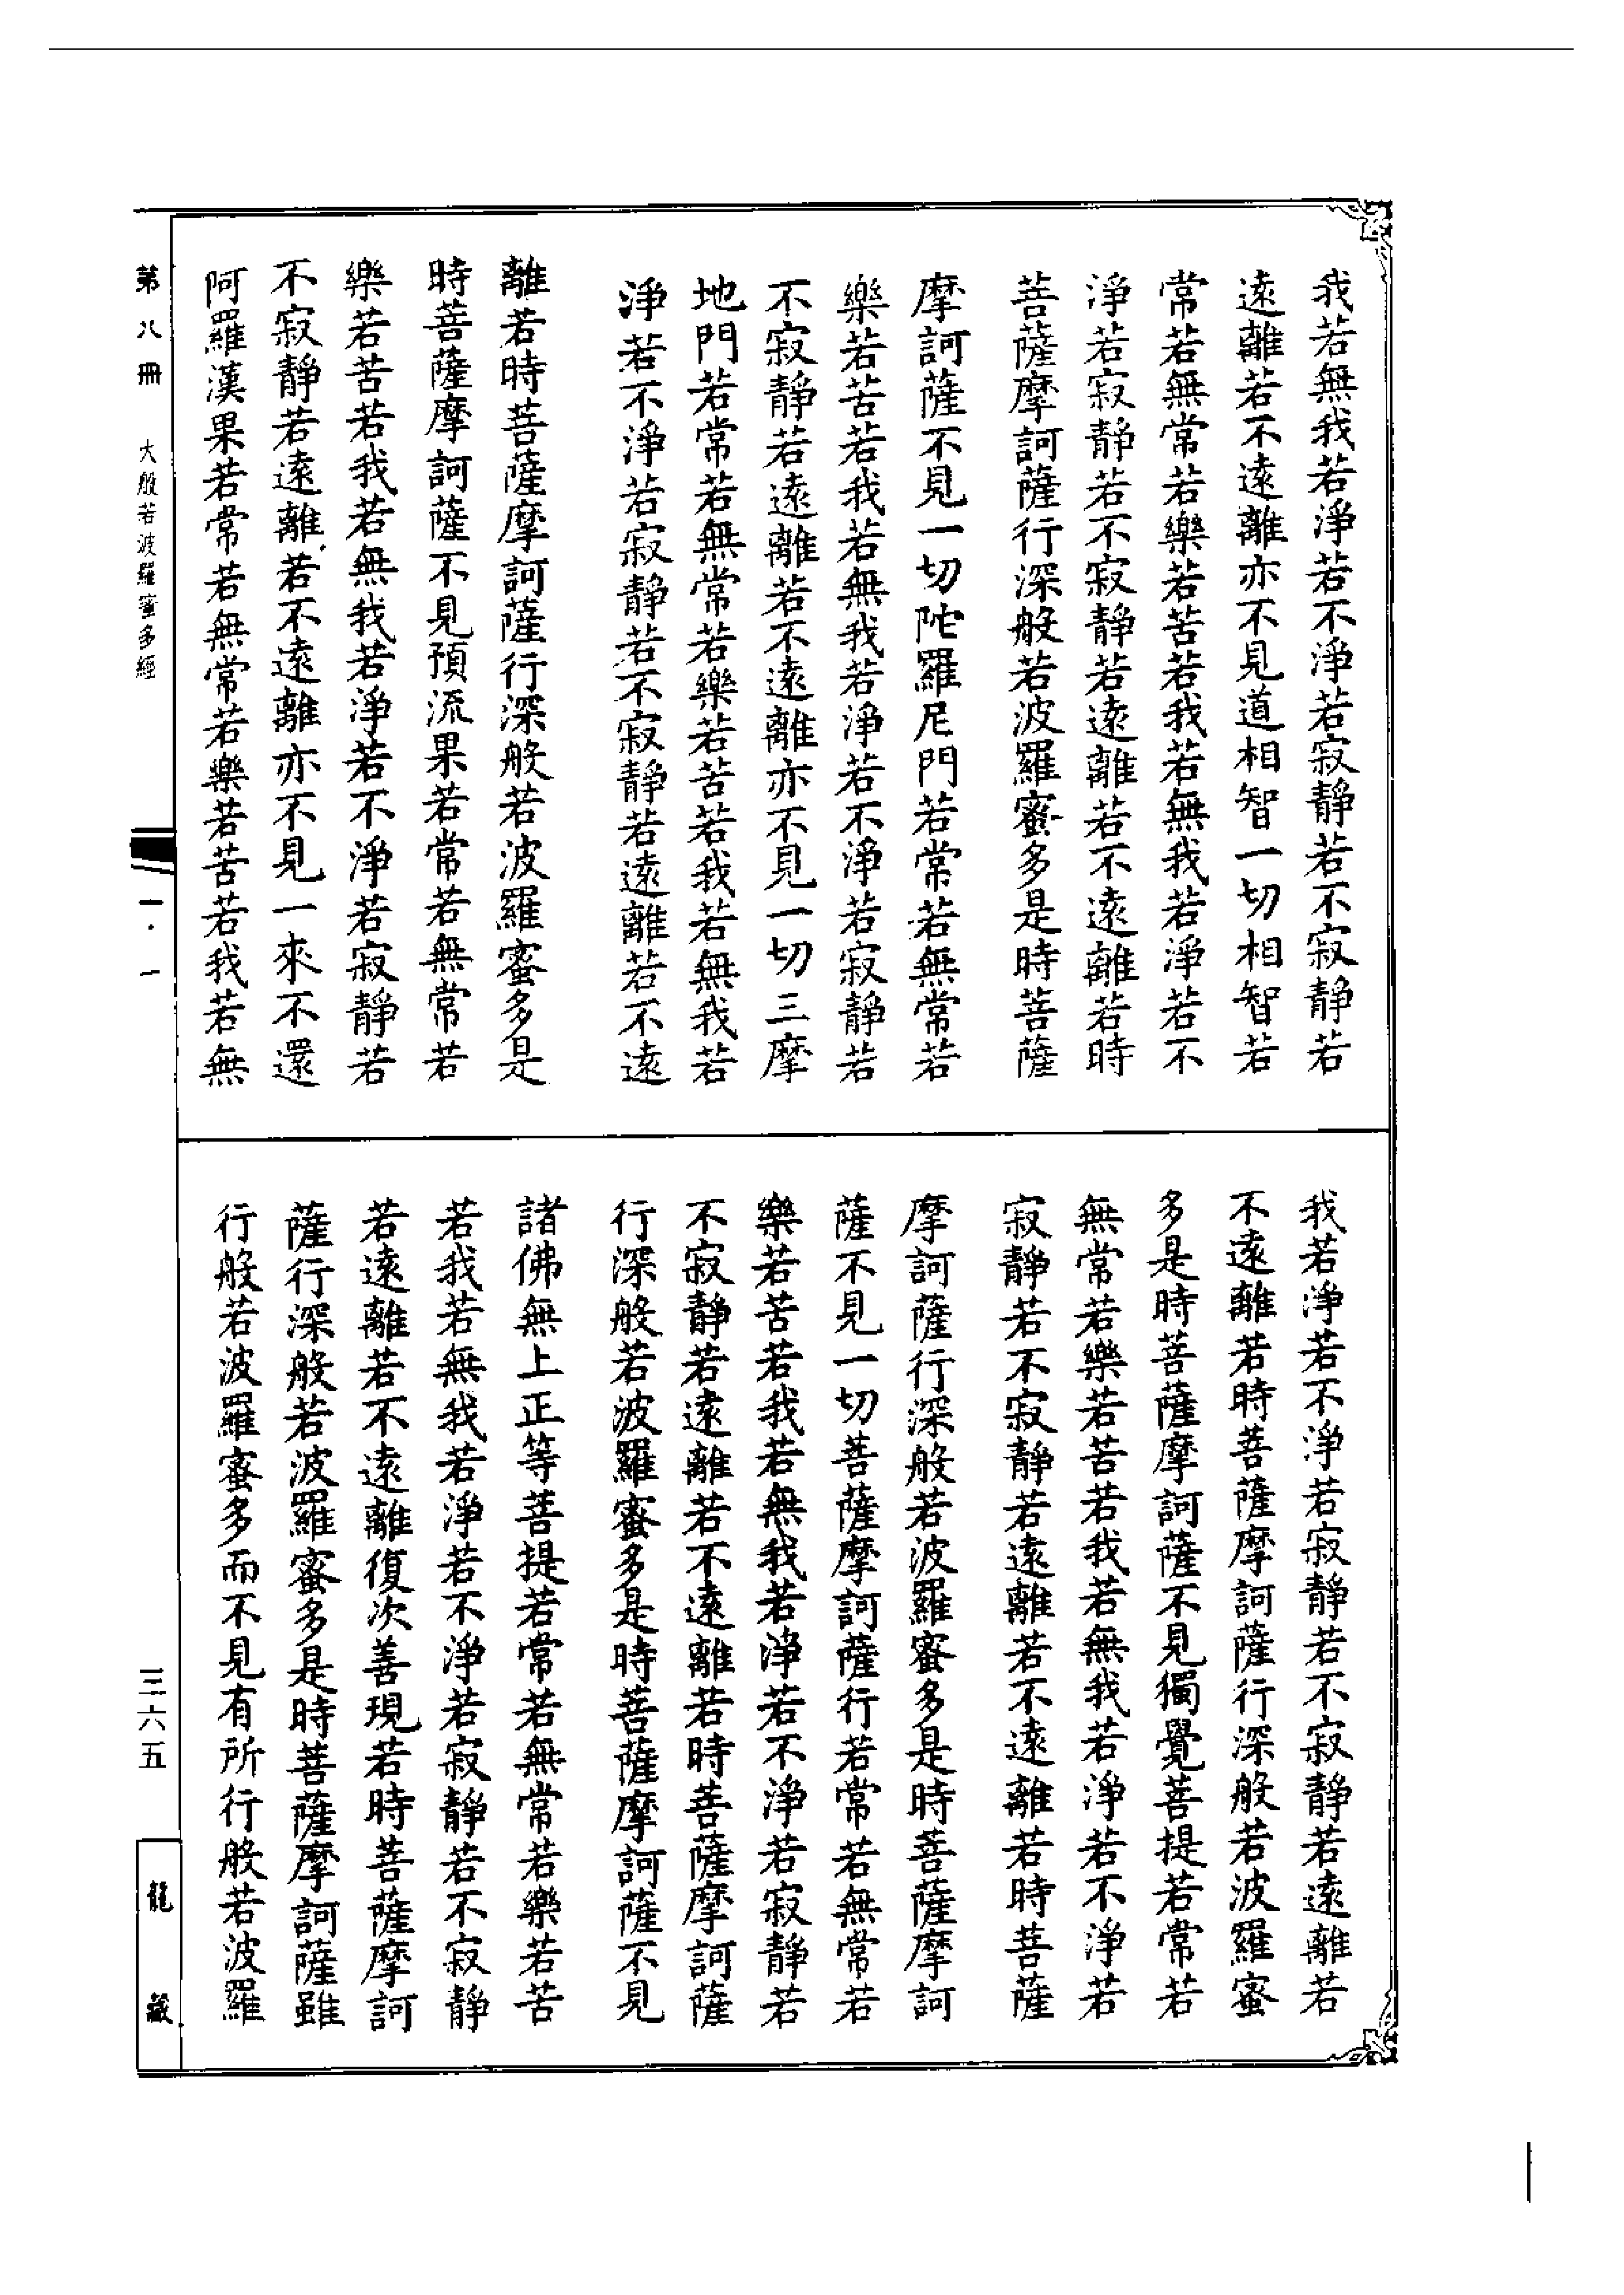 我若無我若淨若不淨若寂靜若不寂靜若
遠離若不遠離亦不見道相智一切相智若
常若無常若樂若苦若我若無我若淨若不
淨若寂靜若不寂靜若遠離若不遠離若時
菩薩摩訶薩行深般若波羅蜜多是時菩薩
摩訶薩不見一切陀羅尼門若常若無常若
樂若苦若我若無我若淨若不淨若寂靜若
不寂靜若遠離若不遠離亦不見一切三摩
地門若常若無常若樂若苦若我若無我若
淨若不淨若寂靜若不寂靜若遠離若不遠
離若時菩薩摩訶薩行深般若波羅蜜多是
時菩薩摩訶薩不見預流果若常若無常若
樂若苦若我若無我若淨若不淨若寂靜若
不寂靜若遠離若不遠離亦不見一來不還
阿羅漢果若常若無常若樂若苦若我若無
我若淨若不淨若寂靜若不寂靜若遠離若
不遠離若時菩薩摩訶薩行深般若波羅蜜
多是時菩薩摩訶薩不見獨覺菩提若常若
無常若樂若苦若我若無我若淨若不淨若
寂靜若不寂靜若遠離若不遠離若時菩薩
摩訶薩行深般若波羅蜜多是時菩薩摩訶
薩不見一切菩薩摩訶薩行若常若無常若
樂若苦若我若無我若淨若不淨若寂靜若
不寂靜若遠離若不遠離若時菩薩摩訶薩
行深般若波羅蜜多是時菩薩摩訶薩不見
諸佛無上正等菩提若常若無常若樂若苦
若我若無我若淨若不淨若寂靜若不寂靜
若遠離若不遠離復次善現若時菩薩摩訶
薩行深般若波羅蜜多是時菩薩摩訶薩雖
行般若波羅蜜多而不見有所行般若波羅
第八冊 大般若波羅蜜多經 一·一 三六五 龍藏